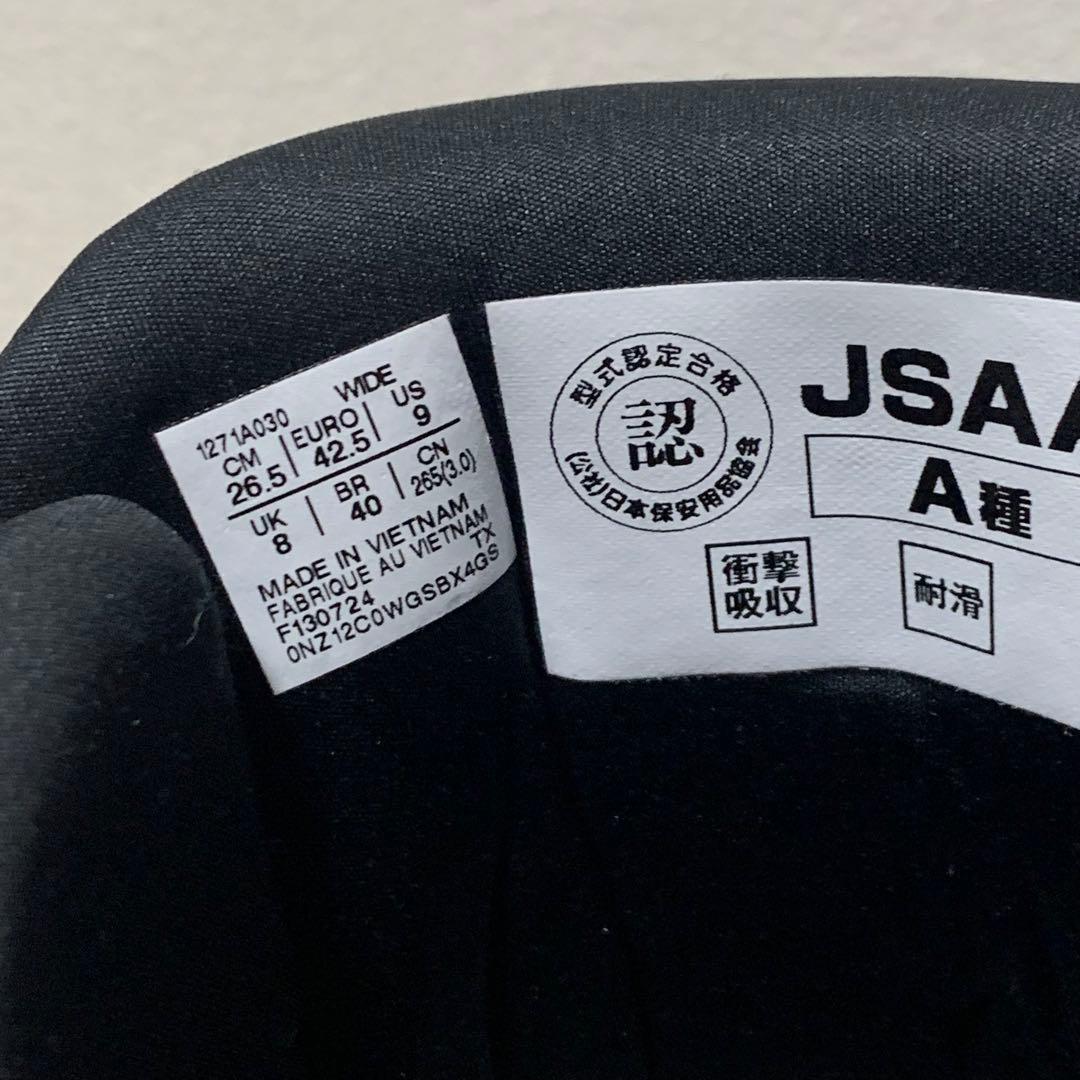 1271A030 WIDE
CM EURO US
26.5 42.5 9
UK BR CN
8 40 265(3.0)
MADE IN VIETNAM
FABRIQUE AU VIETNAM
F130724 TX
0NZ12C0WGSBX4GS
型式認定合格
認
(公社)日本保安用品協会
JSAA
A種
衝撃
吸収
耐滑